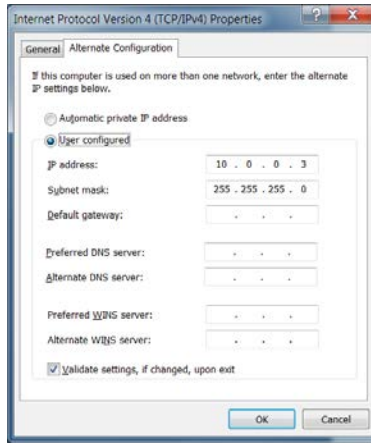 Internet Protocol Version 4 (TCP/IPv4) Properties
General Alternate Configuration
If this computer is used on more than one network, enter the alternate
IP settings below.
Automatic private IP address
User configured
IP address: 10 . 0 . 0 . 3
Subnet mask: 255 . 255 . 255 . 0
Default gateway: . . .
Preferred DNS server: . . .
Alternate DNS server: . . .
Preferred WINS server: . . .
Alternate WINS server: . . .
Validate settings, if changed, upon exit
OK Cancel